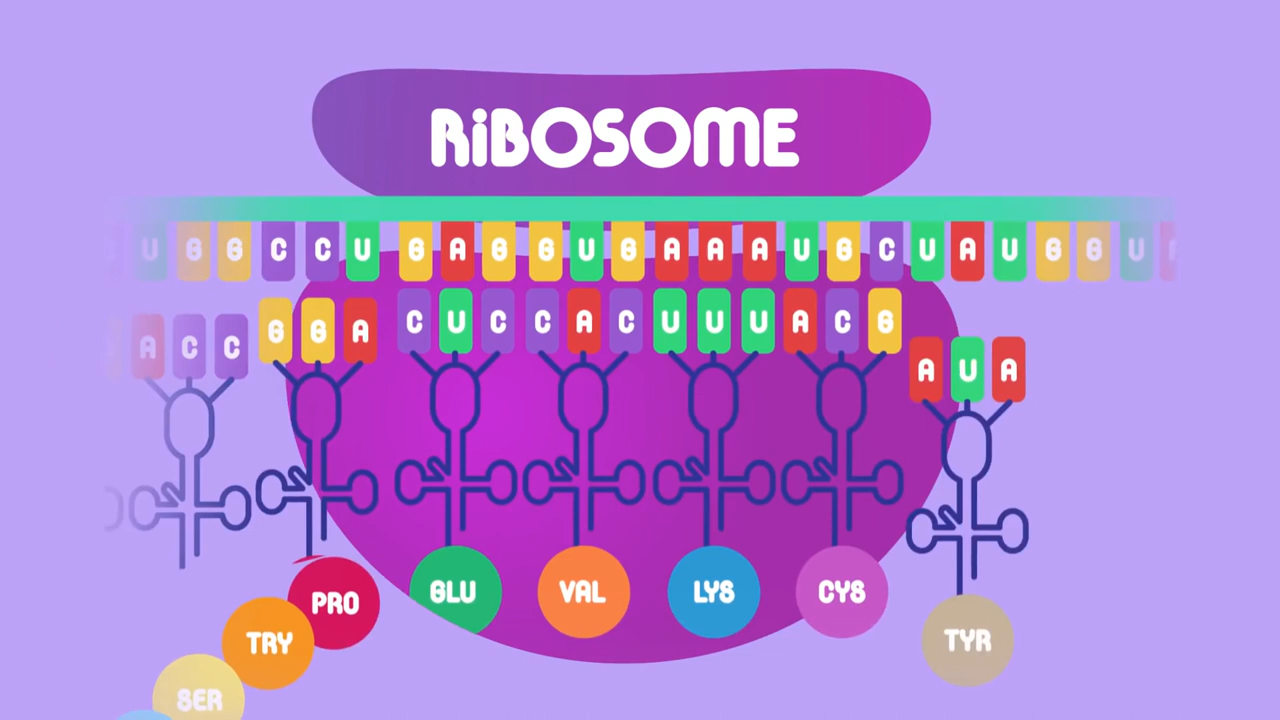 RiBOSOME
U G G C C U G A G G U G A A A U G C U A U G G U
A C C G G A C U C C A C U U U A C G A U A
GLU VAL LYS CYS
PRO
TRY TYR
SER